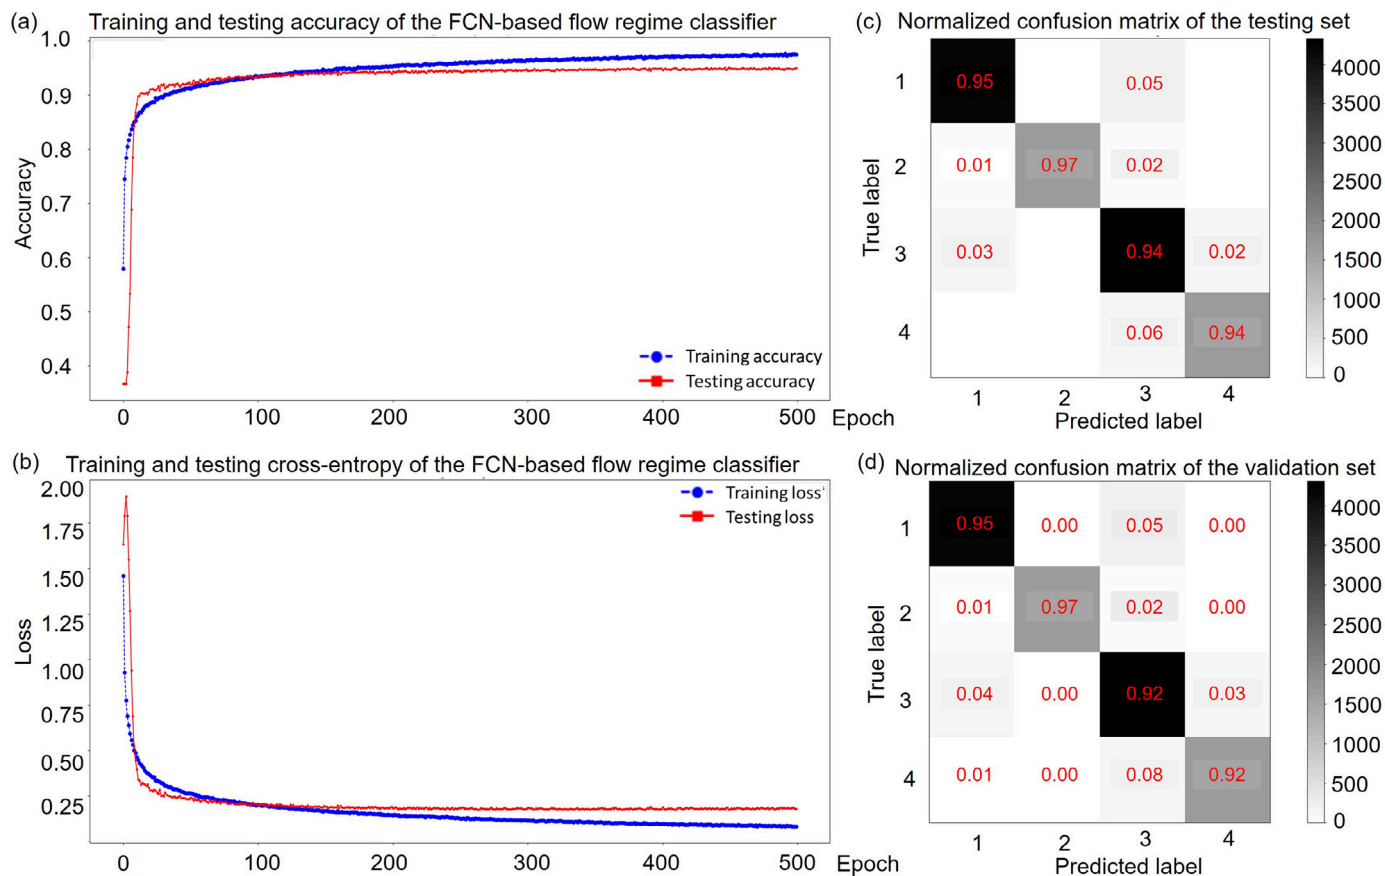 (a) Training and testing accuracy of the FCN-based flow regime classifier
1.0
0.9
0.8
0.7
0.6
0.5
0.4
Accuracy
Training accuracy
Testing accuracy
0 100 200 300 400 500 Epoch
(b) Training and testing cross-entropy of the FCN-based flow regime classifier
2.00
1.75
1.50
1.25
1.00
0.75
0.50
0.25
Loss
Training loss
Testing loss
0 100 200 300 400 500 Epoch
(c) Normalized confusion matrix of the testing set
True label
1 0.95 0.05
2 0.01 0.97 0.02
3 0.03 0.94 0.02
4 0.06 0.94
1 2 3 4
Predicted label
4000
3500
3000
2500
2000
1500
1000
500
0
(d) Normalized confusion matrix of the validation set
True label
1 0.95 0.00 0.05 0.00
2 0.01 0.97 0.02 0.00
3 0.04 0.00 0.92 0.03
4 0.01 0.00 0.08 0.92
1 2 3 4
Predicted label
4000
3500
3000
2500
2000
1500
1000
500
0